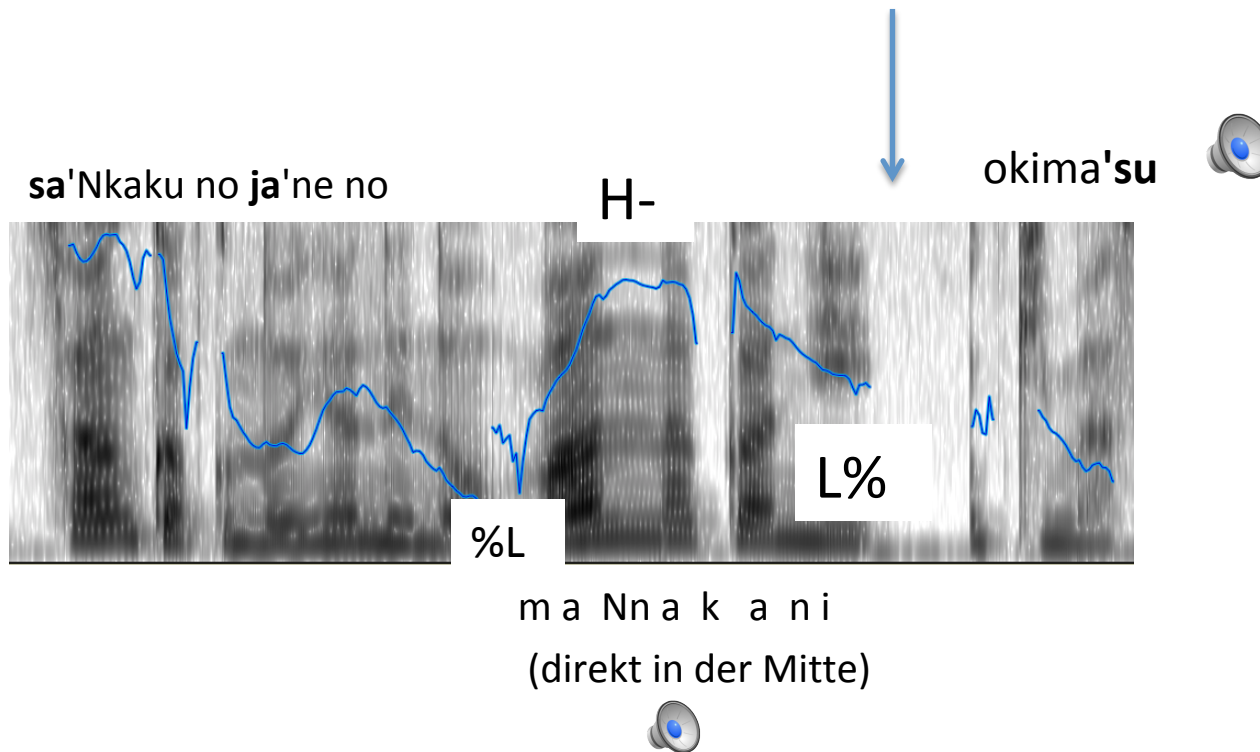 sa'Nkaku no ja'ne no
H-
okima'su
%L
L%
m a Nn a k a n i
(direkt in der Mitte)